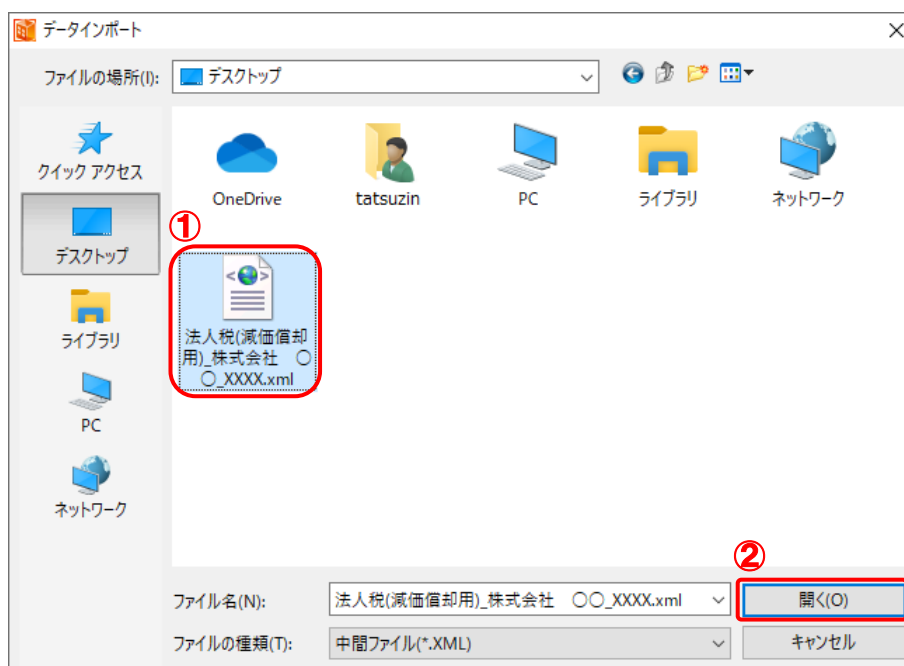 データインポート
ファイルの場所(I):
デスクトップ
クイック アクセス
デスクトップ
ライブラリ
PC
ネットワーク
OneDrive
tatsuzin
PC
ライブラリ
ネットワーク
①
法人税(減価償却
用)_株式会社　〇
〇_XXXX.xml
②
ファイル名(N):
法人税(減価償却用)_株式会社　〇〇_XXXX.xml
開く(O)
ファイルの種類(T):
中間ファイル(*.XML)
キャンセル